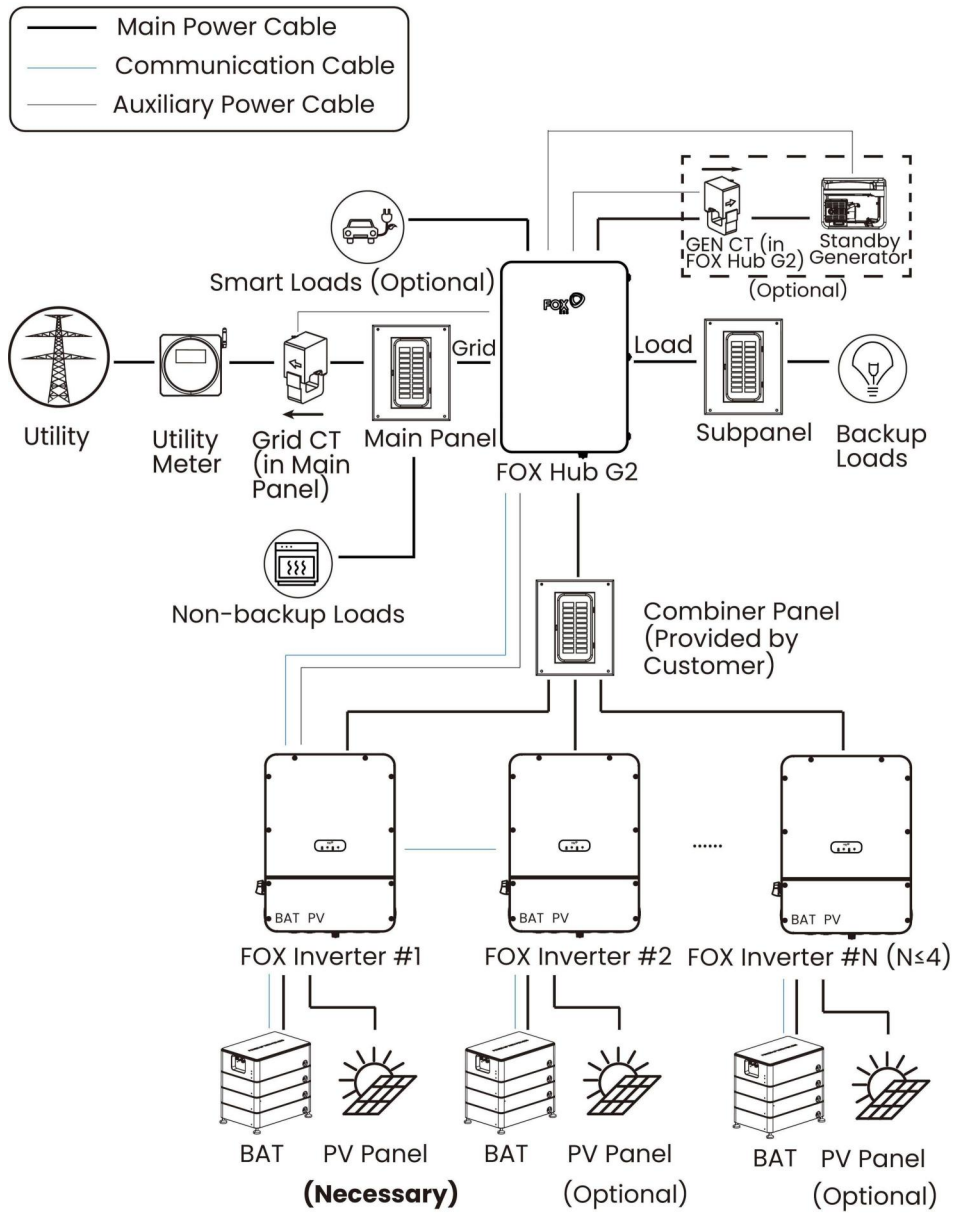 Main Power Cable
Communication Cable
Auxiliary Power Cable
GEN CT (in
FOX Hub G2)
Standby
Generator
(Optional)
Smart Loads (Optional)
FOX
Grid
Load
Utility
Utility
Meter
Grid CT
(in Main
Panel)
Main Panel
FOX Hub G2
Subpanel
Backup
Loads
Non-backup Loads
Combiner Panel
(Provided by
Customer)
......
BAT PV
BAT PV
BAT PV
FOX Inverter #1
FOX Inverter #2
FOX Inverter #N (N≤4)
BAT
PV Panel
(Necessary)
BAT
PV Panel
(Optional)
BAT
PV Panel
(Optional)